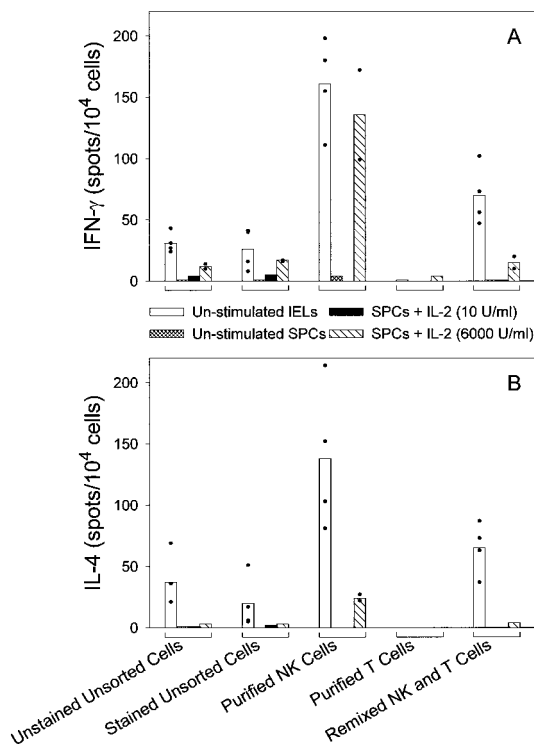 A
IFN-γ (spots/10⁴ cells)
200
150
100
50
0
Un-stimulated IELs
SPCs + IL-2 (10 U/ml)
Un-stimulated SPCs
SPCs + IL-2 (6000 U/ml)
B
IL-4 (spots/10⁴ cells)
200
150
100
50
0
Unstained Unsorted Cells
Stained Unsorted Cells
Purified NK Cells
Purified T Cells
Remixed NK and T Cells